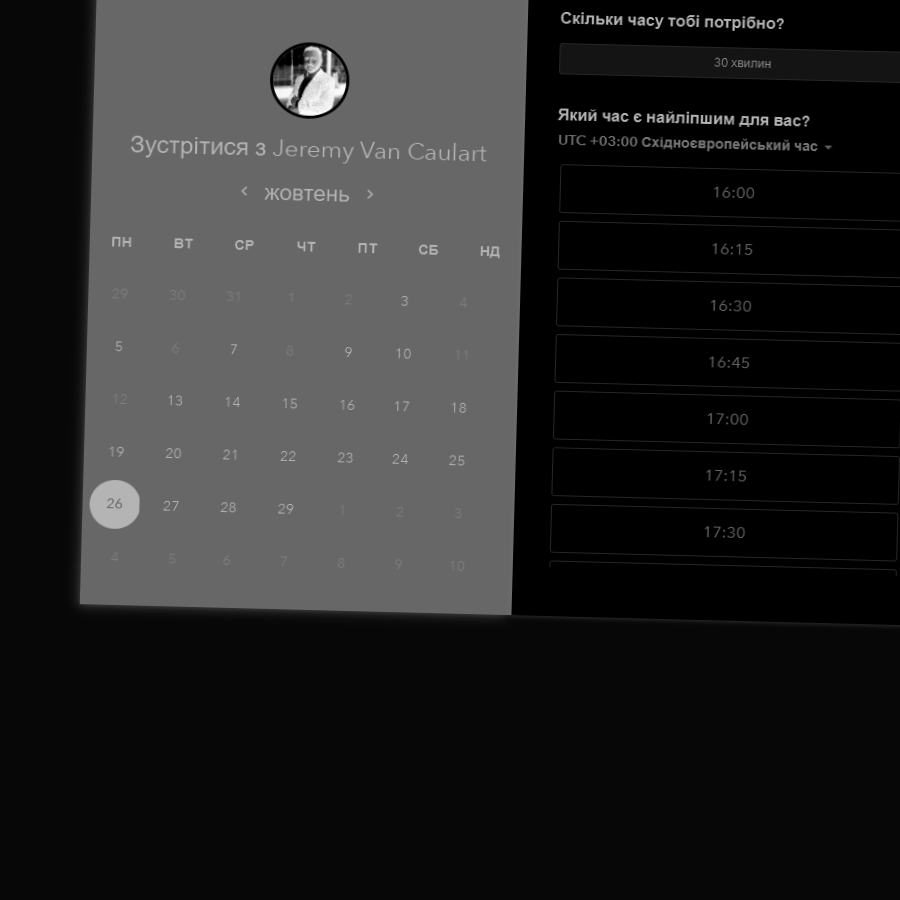 Зустрітися з Jeremy Van Caulart
жовтень
ПН ВТ СР ЧТ ПТ СБ НД
29 30 31 1 2 3 4
5 6 7 8 9 10 11
12 13 14 15 16 17 18
19 20 21 22 23 24 25
26 27 28 29 1 2 3
4 5 6 7 8 9 10
Скільки часу тобі потрібно?
30 хвилин
Який час є найліпшим для вас?
UTC +03:00 Східноєвропейський час
16:00
16:15
16:30
16:45
17:00
17:15
17:30